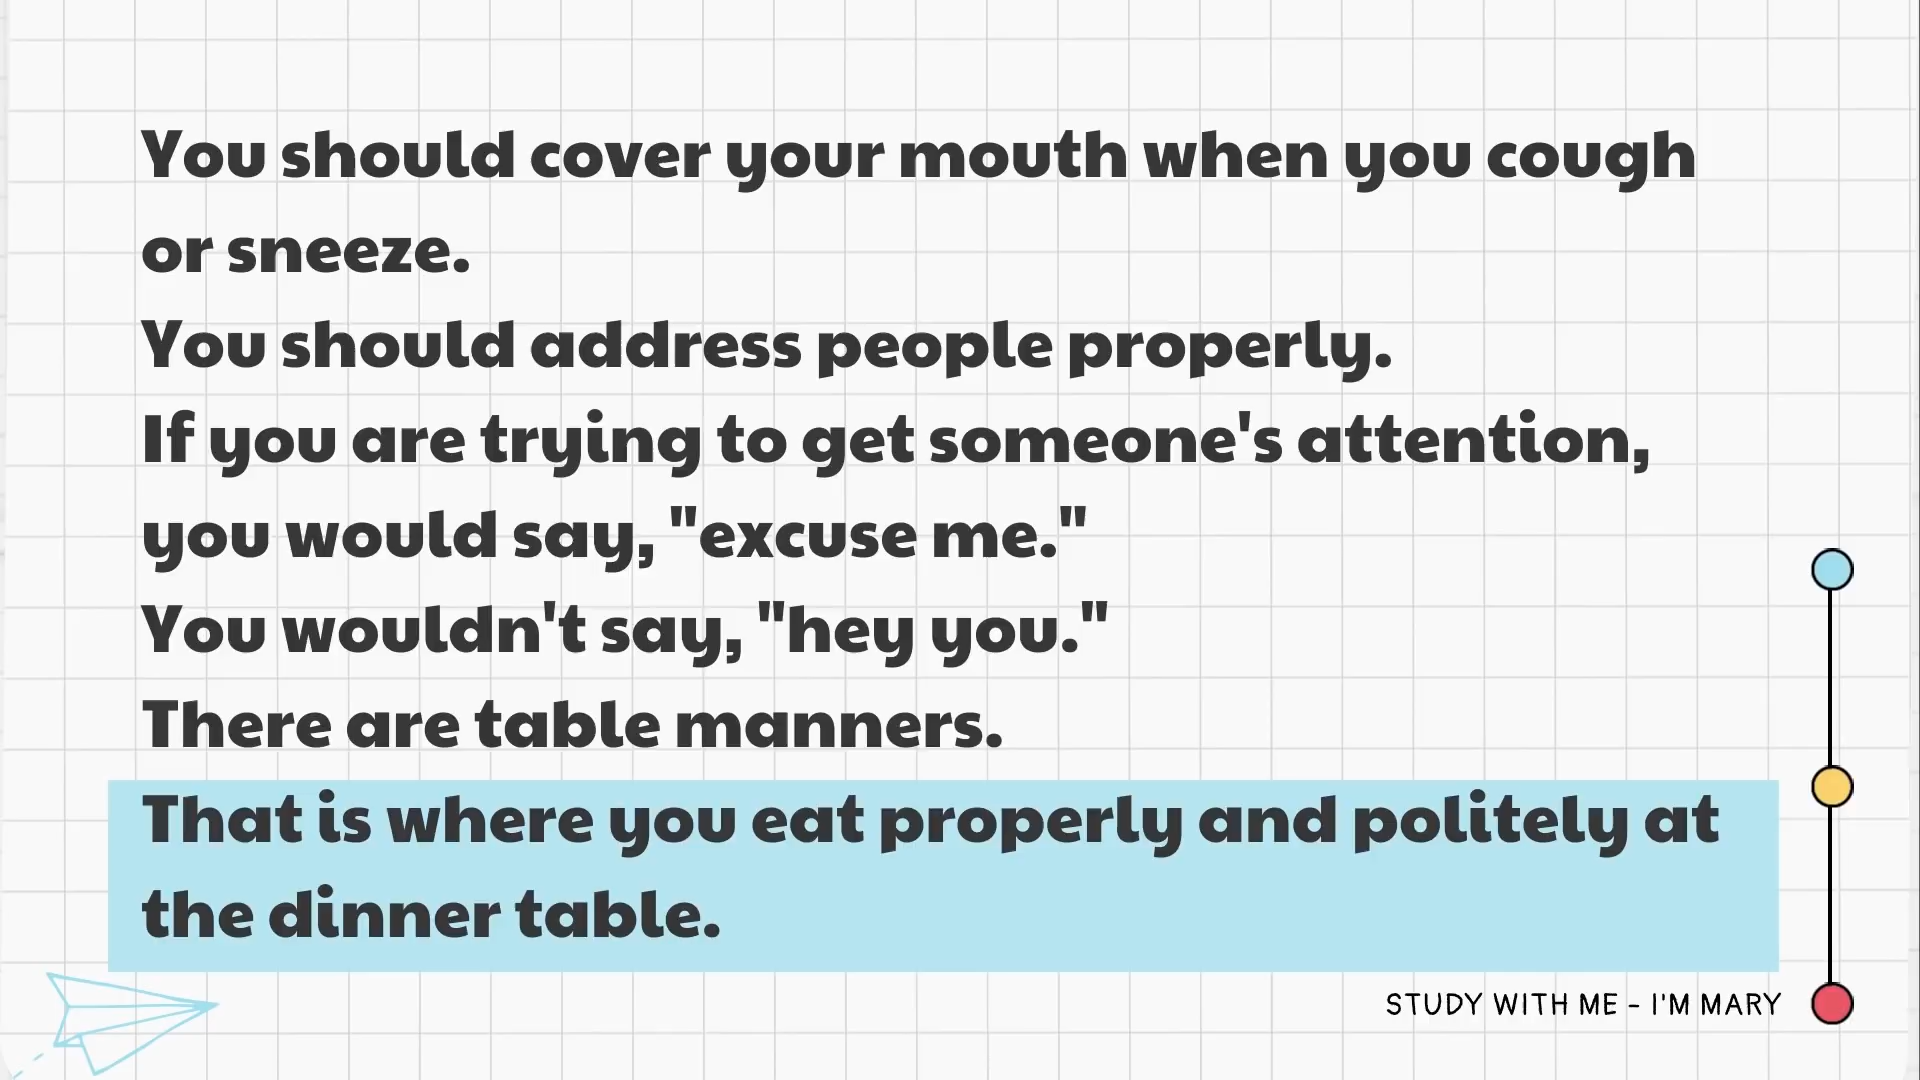 You should cover your mouth when you cough
or sneeze.
You should address people properly.
If you are trying to get someone's attention,
you would say, "excuse me."
You wouldn't say, "hey you."
There are table manners.
That is where you eat properly and politely at
the dinner table.
STUDY WITH ME - I'M MARY